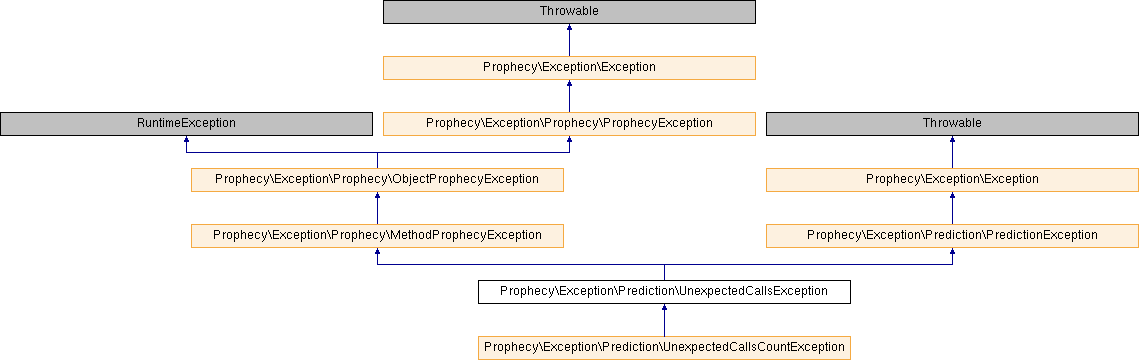 Throwable
Prophecy\Exception\Exception
RuntimeException
Prophecy\Exception\Prophecy\ProphecyException
Throwable
Prophecy\Exception\Prophecy\ObjectProphecyException
Prophecy\Exception\Exception
Prophecy\Exception\Prophecy\MethodProphecyException
Prophecy\Exception\Prediction\PredictionException
Prophecy\Exception\Prediction\UnexpectedCallsException
Prophecy\Exception\Prediction\UnexpectedCallsCountException